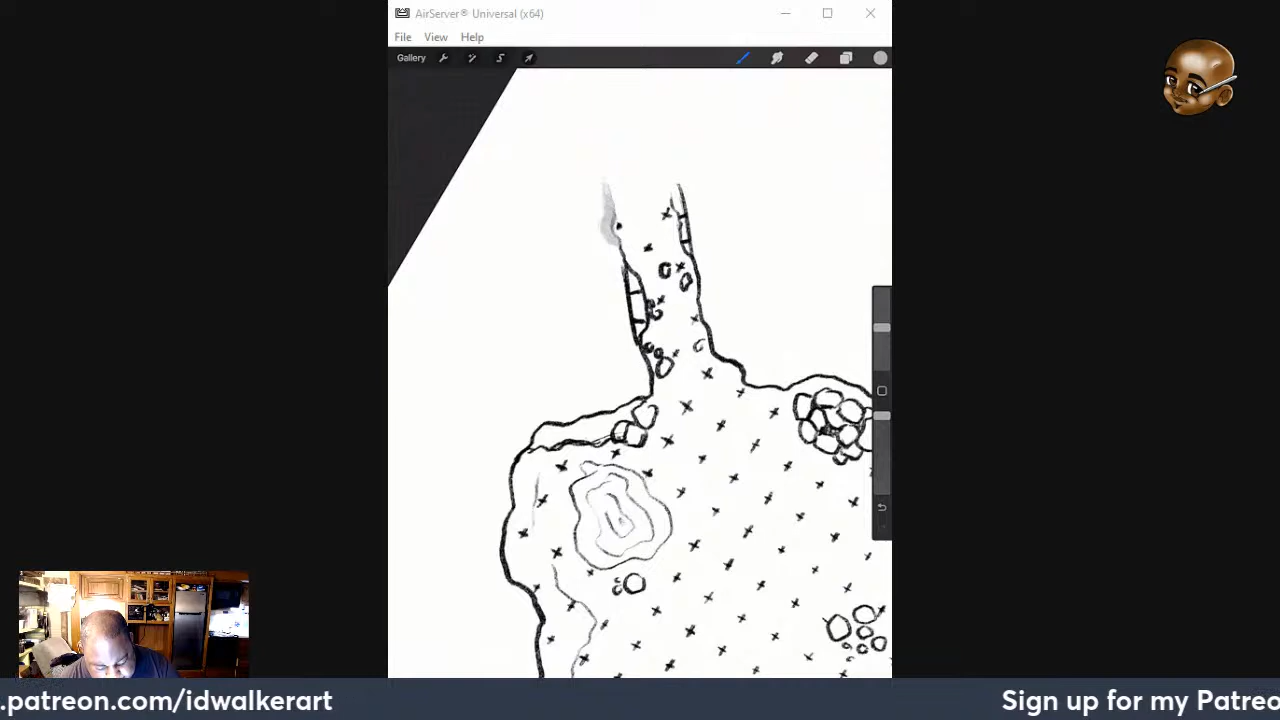 AirServer® Universal (x64)
File View Help
Gallery
.patreon.com/idwalkerart
Sign up for my Patreo